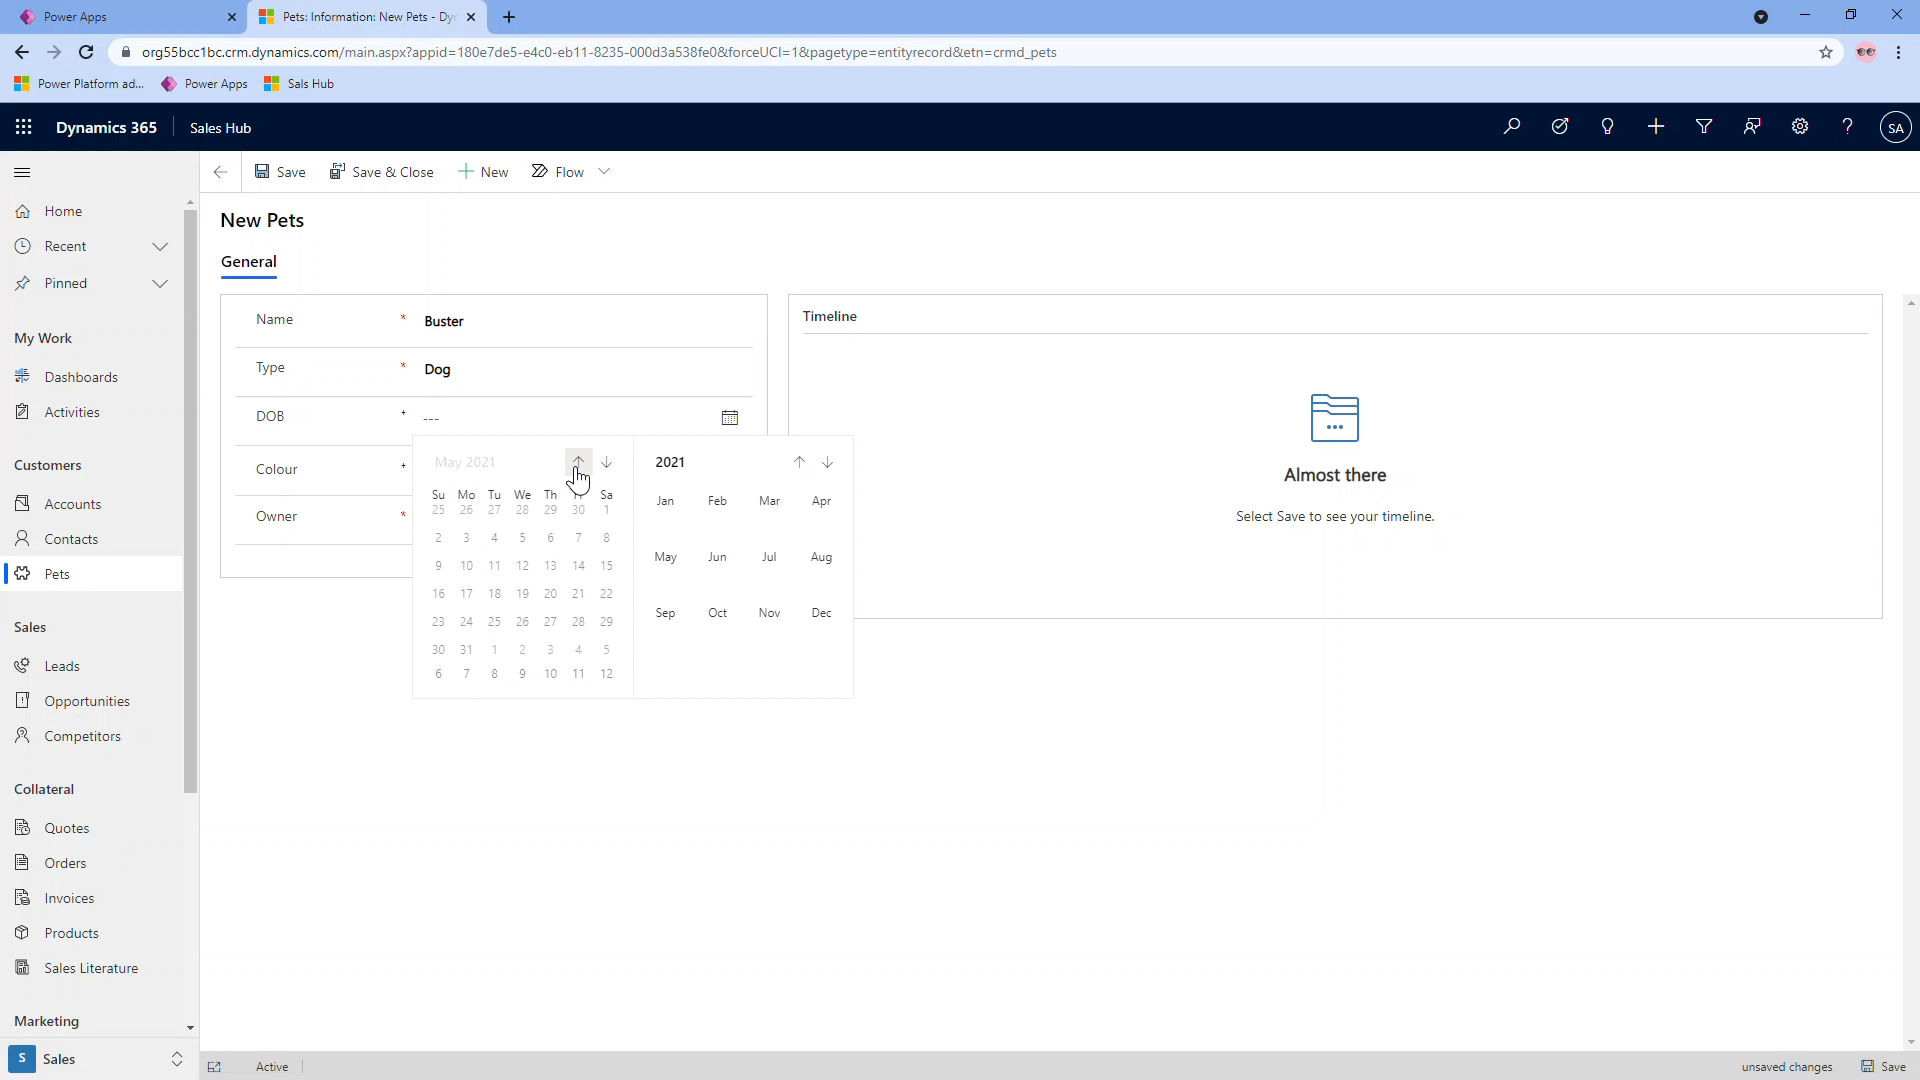 Power Apps
Pets: Information: New Pets - Dy
org55bcc1bc.crm.dynamics.com/main.aspx?appid=180e7de5-e4c0-eb11-8235-000d3a538fe0&forceUCI=1&pagetype=entityrecord&etn=crmd_pets
Power Platform ad... Power Apps Sals Hub
Dynamics 365 Sales Hub SA
Save Save & Close New Flow
Home
Recent
Pinned
My Work
Dashboards
Activities
Customers
Accounts
Contacts
Pets
Sales
Leads
Opportunities
Competitors
Collateral
Quotes
Orders
Invoices
Products
Sales Literature
Marketing
S Sales
New Pets
General
Name * Buster
Type * Dog
DOB + ---
Colour +
Owner *
May 2021
Su Mo Tu We Th Sa
25 26 27 28 29 30 1
2 3 4 5 6 7 8
9 10 11 12 13 14 15
16 17 18 19 20 21 22
23 24 25 26 27 28 29
30 31 1 2 3 4 5
6 7 8 9 10 11 12
2021
Jan Feb Mar Apr
May Jun Jul Aug
Sep Oct Nov Dec
Timeline
Almost there
Select Save to see your timeline.
Active
unsaved changes Save